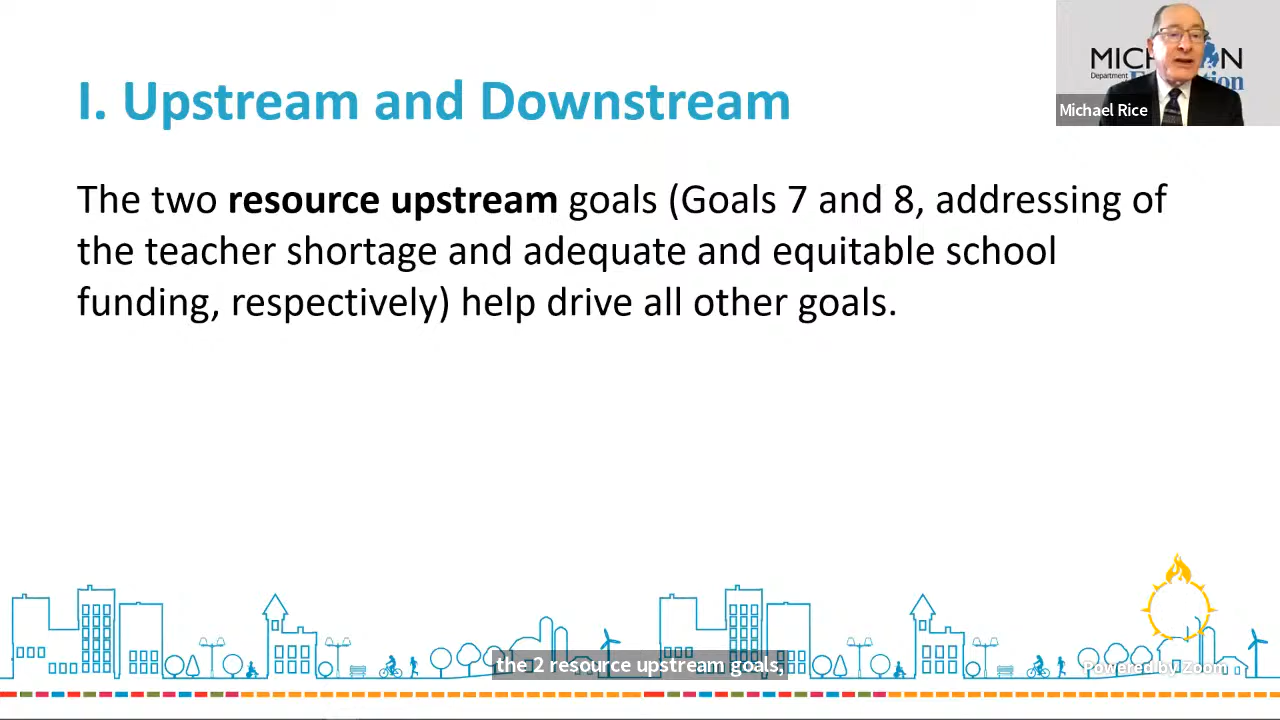 I. Upstream and Downstream
MICH N
Department Education
Michael Rice
The two resource upstream goals (Goals 7 and 8, addressing of
the teacher shortage and adequate and equitable school
funding, respectively) help drive all other goals.
the 2 resource upstream goals,
Powered by Zoom